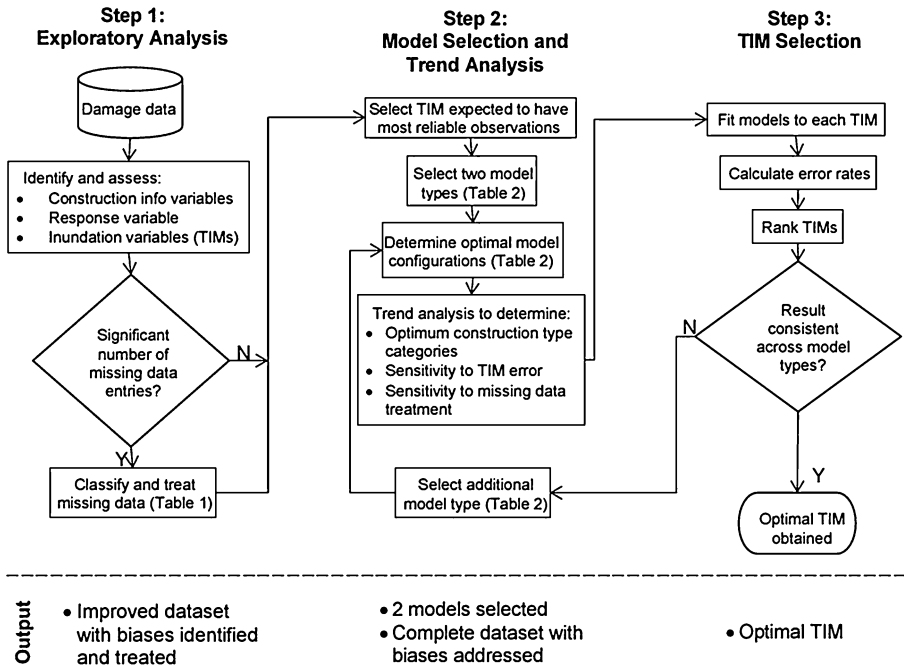 Step 1:
Exploratory Analysis
Damage data
Identify and assess:
• Construction info variables
• Response variable
• Inundation variables (TIMs)
Significant
number of
missing data
entries?
N
Y
Classify and treat
missing data (Table 1)
Step 2:
Model Selection and
Trend Analysis
Select TIM expected to have
most reliable observations
Select two model
types (Table 2)
Determine optimal model
configurations (Table 2)
Trend analysis to determine:
• Optimum construction type
categories
• Sensitivity to TIM error
• Sensitivity to missing data
treatment
Select additional
model type (Table 2)
Step 3:
TIM Selection
Fit models to each TIM
Calculate error rates
Rank TIMs
Result
consistent
across model
types?
N
Y
Optimal TIM
obtained
Output
• Improved dataset
with biases identified
and treated
• 2 models selected
• Complete dataset with
biases addressed
• Optimal TIM